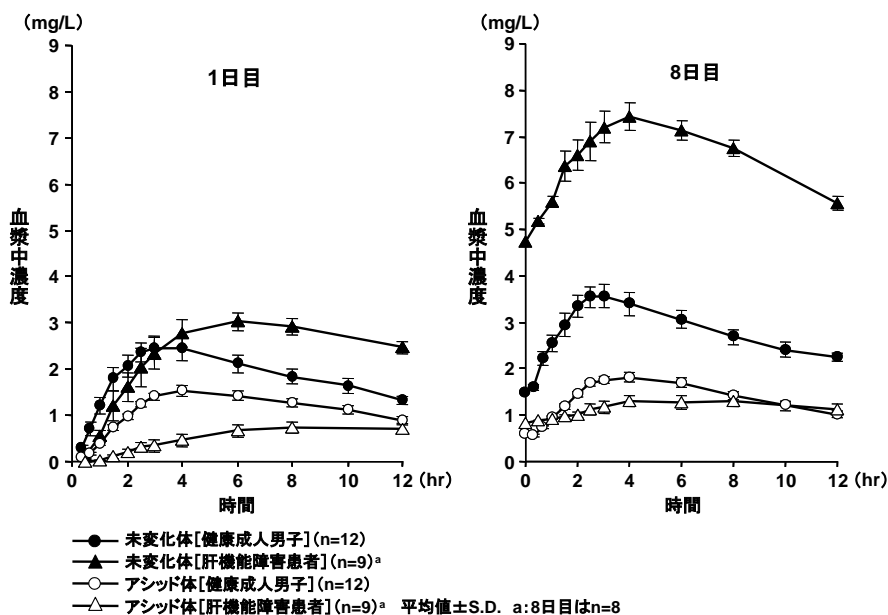 (mg/L)
9
8
7
6
5
4
3
2
1
0
1日目
血漿中濃度
0 2 4 6 8 10 12 (hr)
時間
(mg/L)
9
8
7
6
5
4
3
2
1
0
8日目
血漿中濃度
0 2 4 6 8 10 12 (hr)
時間
未変化体[健康成人男子](n=12)
未変化体[肝機能障害患者](n=9)a
アシッド体[健康成人男子](n=12)
アシッド体[肝機能障害患者](n=9)a 平均値±S.D. a:8日目はn=8